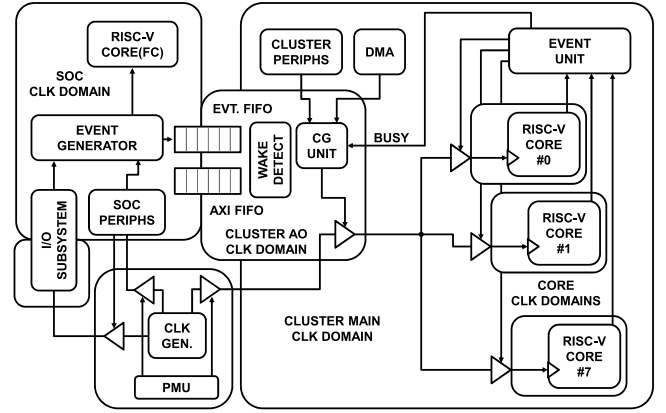 RISC-V
CORE(FC)
SOC
CLK DOMAIN
EVENT
GENERATOR
I/O
SUBSYSTEM
SOC
PERIPHS
CLK
GEN.
PMU
CLUSTER
PERIPHS
DMA
EVT. FIFO
WAKE
DETECT
CG
UNIT
BUSY
AXI FIFO
CLUSTER AO
CLK DOMAIN
CLUSTER MAIN
CLK DOMAIN
EVENT
UNIT
RISC-V
CORE
#0
RISC-V
CORE
#1
CORE
CLK DOMAINS
RISC-V
CORE
#7